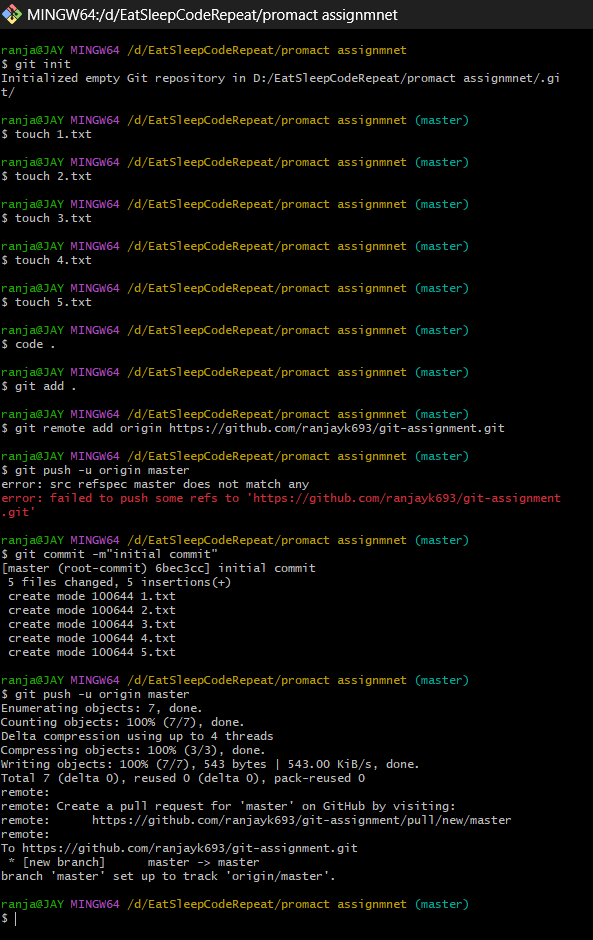 MINGW64:/d/EatSleepCodeRepeat/promact assignmnet
ranja@JAY MINGW64 /d/EatSleepCodeRepeat/promact assignmnet
$ git init
Initialized empty Git repository in D:/EatSleepCodeRepeat/promact assignmnet/.gi
t/
ranja@JAY MINGW64 /d/EatSleepCodeRepeat/promact assignmnet (master)
$ touch 1.txt
ranja@JAY MINGW64 /d/EatSleepCodeRepeat/promact assignmnet (master)
$ touch 2.txt
ranja@JAY MINGW64 /d/EatSleepCodeRepeat/promact assignmnet (master)
$ touch 3.txt
ranja@JAY MINGW64 /d/EatSleepCodeRepeat/promact assignmnet (master)
$ touch 4.txt
ranja@JAY MINGW64 /d/EatSleepCodeRepeat/promact assignmnet (master)
$ touch 5.txt
ranja@JAY MINGW64 /d/EatSleepCodeRepeat/promact assignmnet (master)
$ code .
ranja@JAY MINGW64 /d/EatSleepCodeRepeat/promact assignmnet (master)
$ git add .
ranja@JAY MINGW64 /d/EatSleepCodeRepeat/promact assignmnet (master)
$ git remote add origin https://github.com/ranjayk693/git-assignment.git
ranja@JAY MINGW64 /d/EatSleepCodeRepeat/promact assignmnet (master)
$ git push -u origin master
error: src refspec master does not match any
error: failed to push some refs to 'https://github.com/ranjayk693/git-assignment
.git'
ranja@JAY MINGW64 /d/EatSleepCodeRepeat/promact assignmnet (master)
$ git commit -m"initial commit"
[master (root-commit) 6bec3cc] initial commit
 5 files changed, 5 insertions(+)
 create mode 100644 1.txt
 create mode 100644 2.txt
 create mode 100644 3.txt
 create mode 100644 4.txt
 create mode 100644 5.txt
ranja@JAY MINGW64 /d/EatSleepCodeRepeat/promact assignmnet (master)
$ git push -u origin master
Enumerating objects: 7, done.
Counting objects: 100% (7/7), done.
Delta compression using up to 4 threads
Compressing objects: 100% (3/3), done.
Writing objects: 100% (7/7), 543 bytes | 543.00 KiB/s, done.
Total 7 (delta 0), reused 0 (delta 0), pack-reused 0
remote:
remote: Create a pull request for 'master' on GitHub by visiting:
remote:      https://github.com/ranjayk693/git-assignment/pull/new/master
remote:
To https://github.com/ranjayk693/git-assignment.git
 * [new branch]      master -> master
branch 'master' set up to track 'origin/master'.
ranja@JAY MINGW64 /d/EatSleepCodeRepeat/promact assignmnet (master)
$